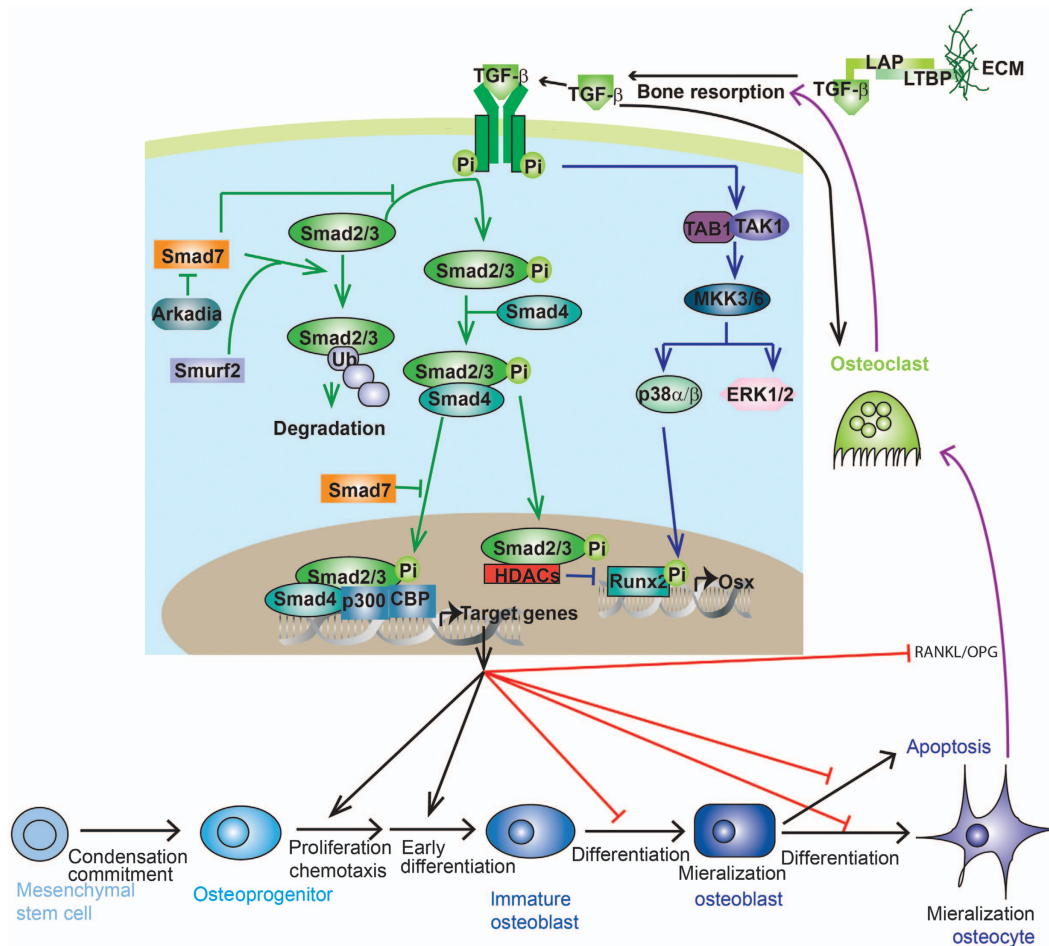 LAP
LTBP
ECM
TGF-β
Bone resorption
TGF-β
TGF-β
Pi
Pi
Smad2/3
Smad7
Arkadia
Smurf2
Smad2/3
Ub
Degradation
Smad2/3
Pi
Smad4
Smad2/3
Pi
Smad4
Smad7
TAB1
TAK1
MKK3/6
p38α/β
ERK1/2
Osteoclast
Smad2/3
Pi
Smad4
p300
CBP
Target genes
Smad2/3
Pi
HDACs
Runx2
Pi
Osx
RANKL/OPG
Apoptosis
Condensation
commitment
Mesenchymal
stem cell
Osteoprogenitor
Proliferation
chemotaxis
Early
differentiation
Immature
osteoblast
Differentiation
Mieralization
osteoblast
Differentiation
Mieralization
osteocyte